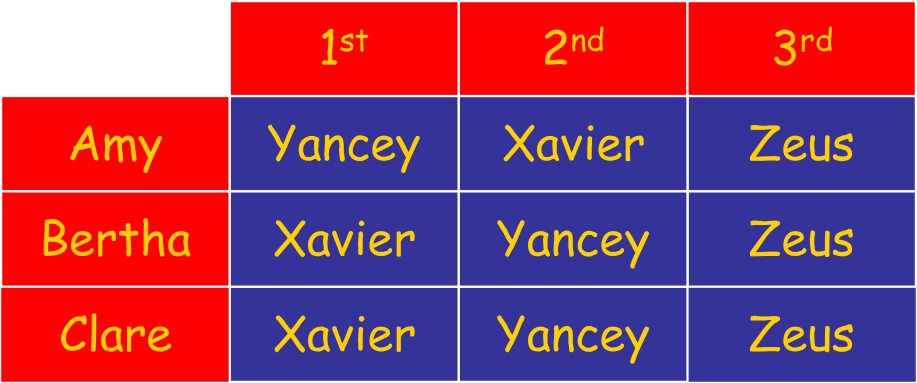 1st 2nd 3rd
Amy Yancey Xavier Zeus
Bertha Xavier Yancey Zeus
Clare Xavier Yancey Zeus